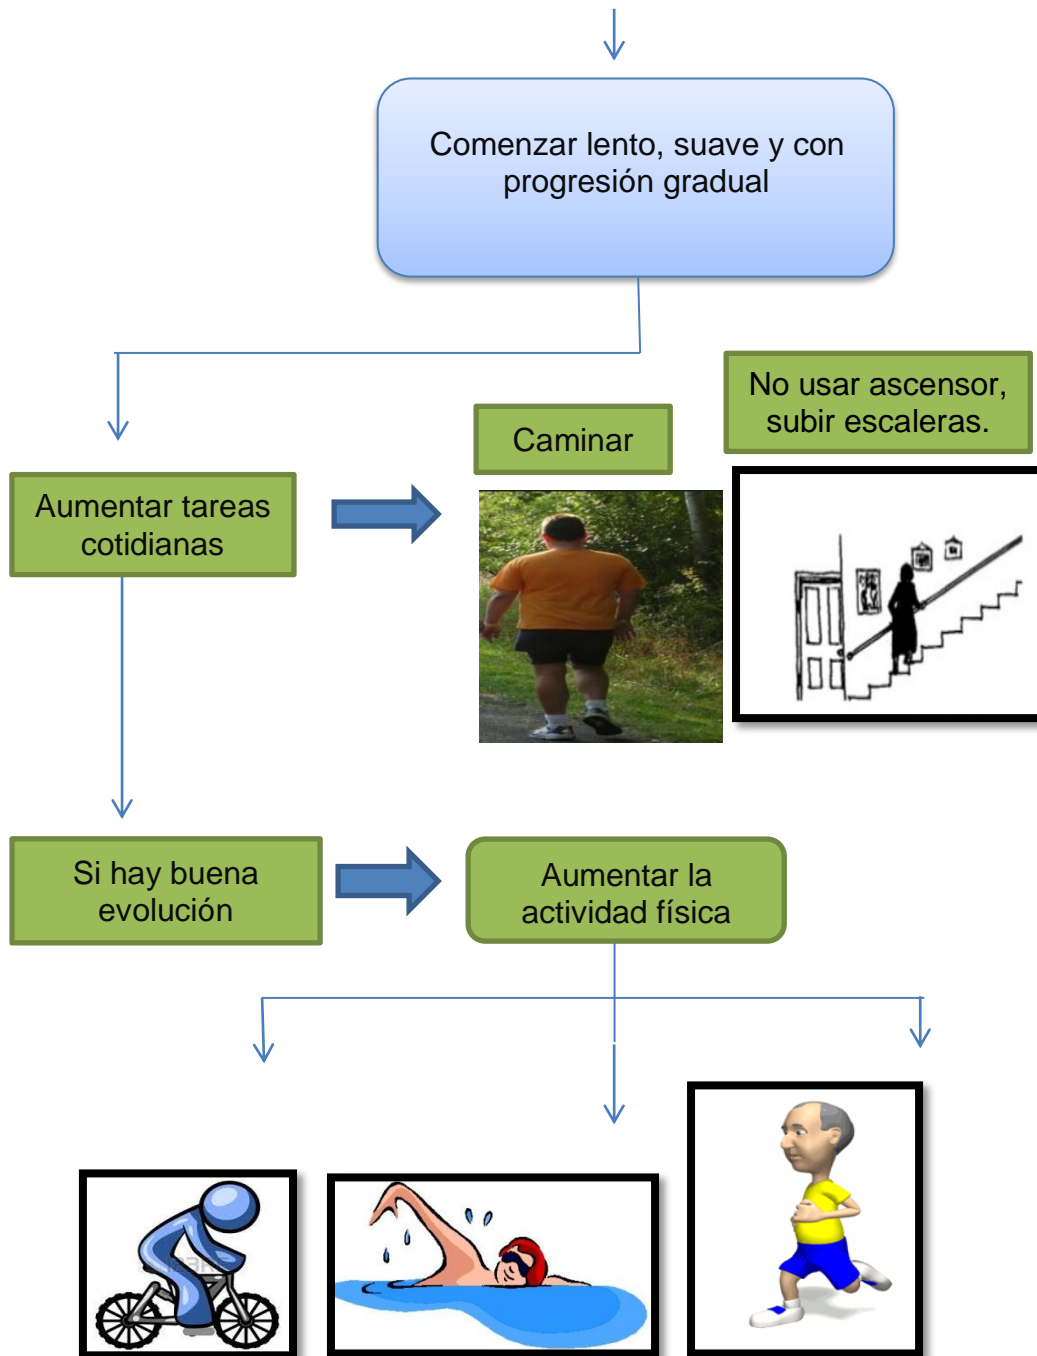 Comenzar lento, suave y con
progresión gradual
No usar ascensor,
subir escaleras.
Caminar
Aumentar tareas
cotidianas
Si hay buena
evolución
Aumentar la
actividad física